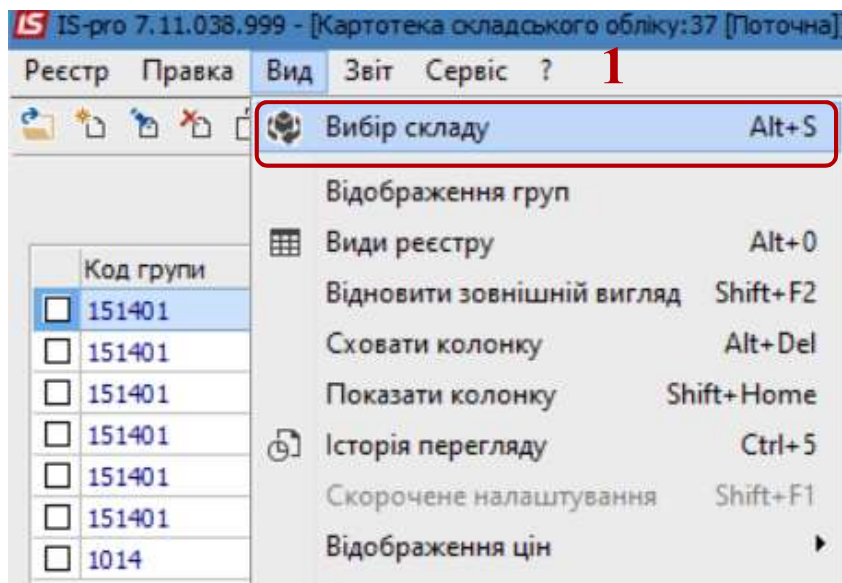 IS IS-pro 7.11.038.999 - [Картотека складського обліку:37 [Поточна]]
Реєстр Правка Вид Звіт Сервіс ? 1
Вибір складу Alt+S
Відображення груп
Види реєстру Alt+0
Код групи
Відновити зовнішній вигляд Shift+F2
151401
Сховати колонку Alt+Del
151401
Показати колонку Shift+Home
151401
151401
Історія перегляду Ctrl+5
151401
Скорочене налаштування Shift+F1
151401
Відображення цін
1014